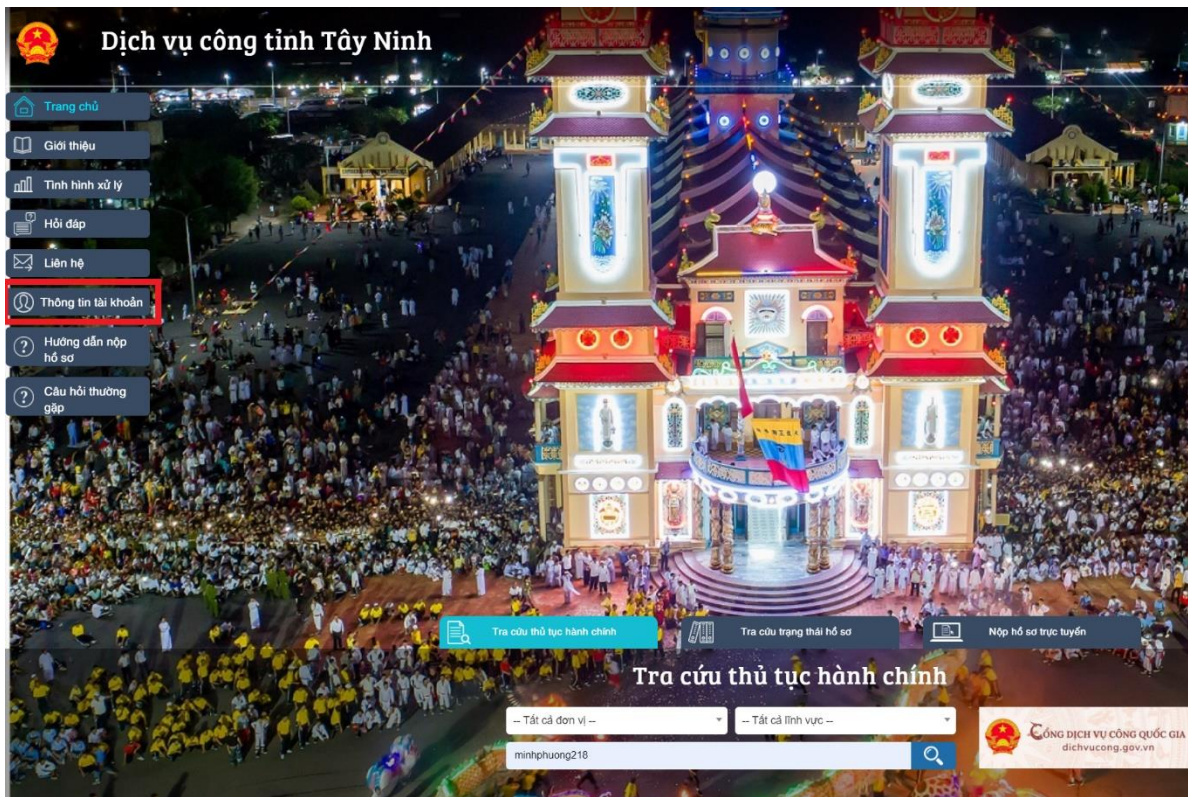 Dịch vụ công tỉnh Tây Ninh
Trang chủ
Giới thiệu
Tình hình xử lý
Hỏi đáp
Liên hệ
Thông tin tài khoản
Hướng dẫn nộp
hồ sơ
Câu hỏi thường
gặp
Tra cứu thủ tục hành chính
Tra cứu trạng thái hồ sơ
Nộp hồ sơ trực tuyến
Tra cứu thủ tục hành chính
-- Tất cả đơn vị --
-- Tất cả lĩnh vực --
minhphuong218
CỔNG DỊCH VỤ CÔNG QUỐC GIA
dichvucong.gov.vn